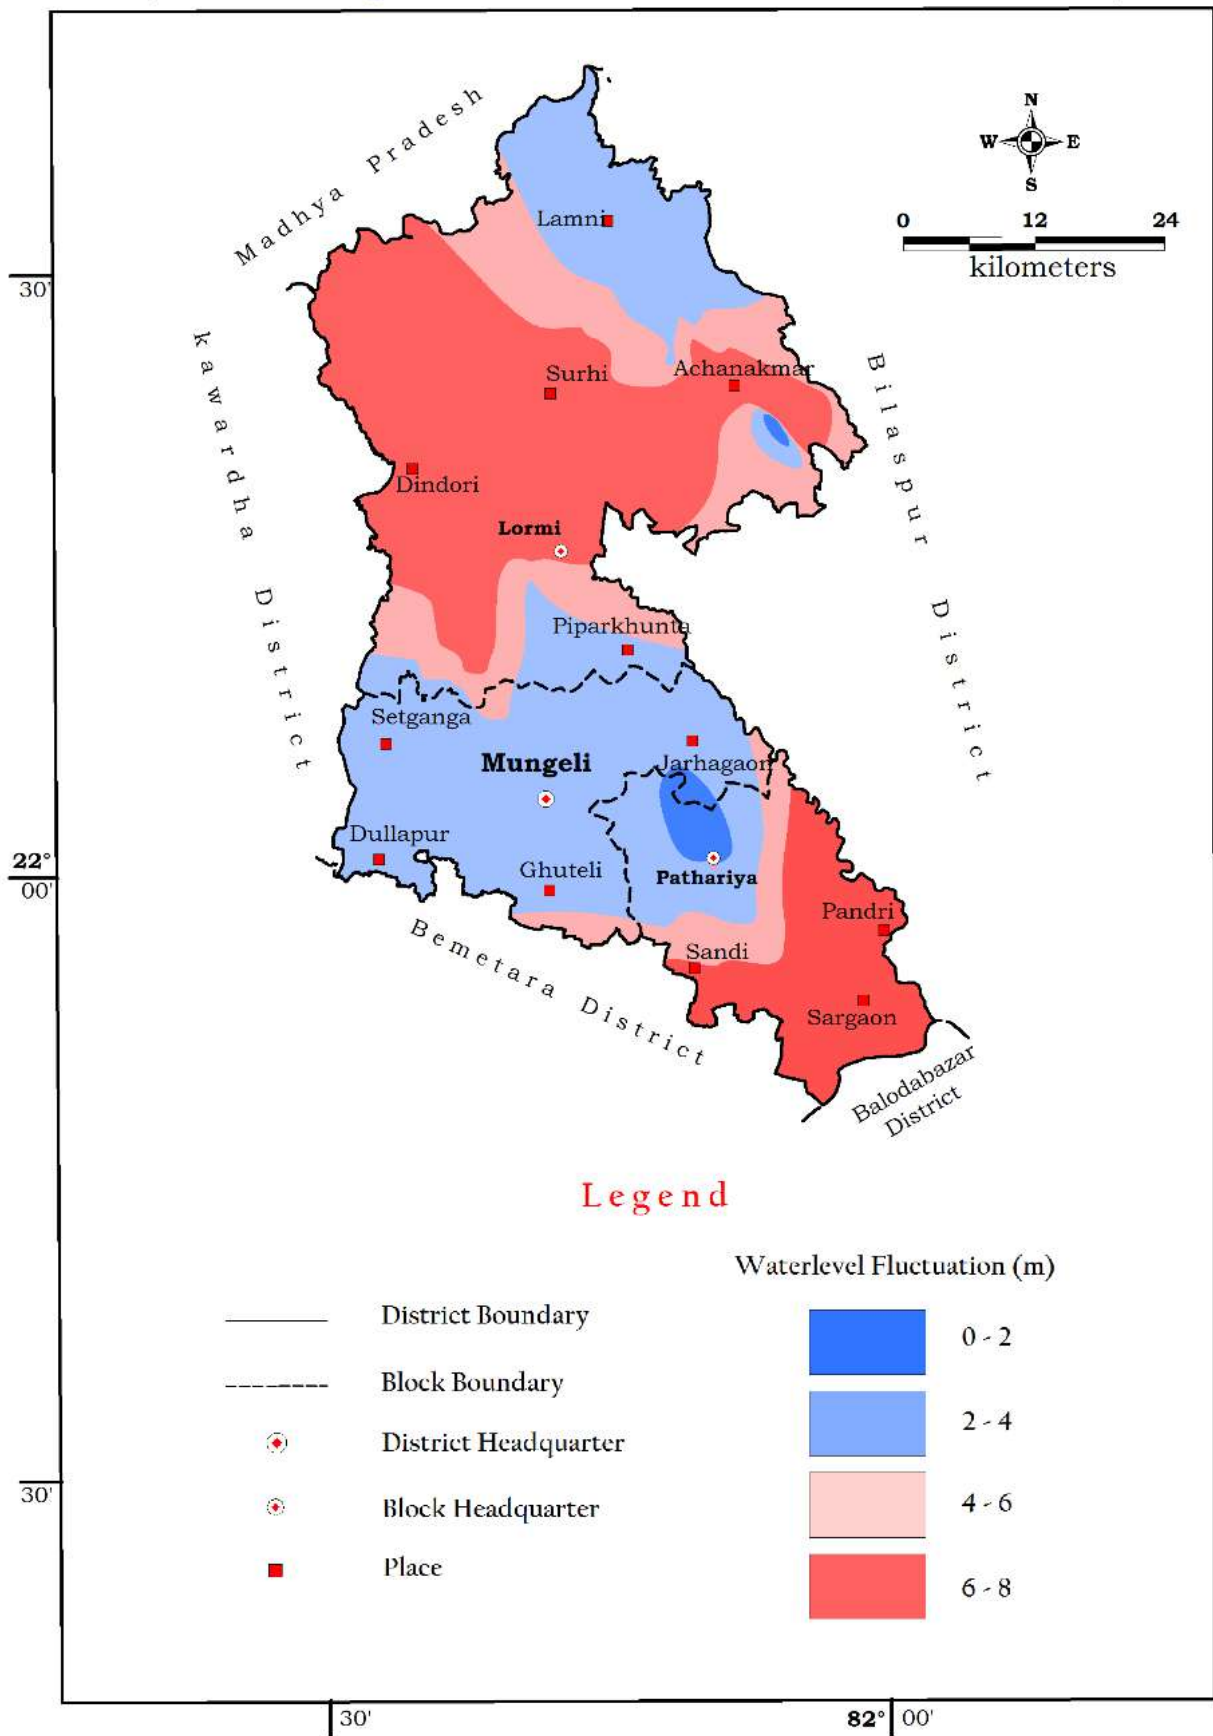 N
W E
S
0 12 24
kilometers
Madhya Pradesh
Lamni
30'
kawardha District
Surhi
Achanakmar
Bilaspur District
Dindori
Lormi
Piparkhunta
Setganga
Mungeli
Jarhagaon
Dullapur
22°
00'
Ghuteli
Pathariya
Pandri
Bemetara District
Sandi
Sargaon
Balodabazar
District
Legend
Waterlevel Fluctuation (m)
District Boundary
0 - 2
Block Boundary
2 - 4
District Headquarter
30'
Block Headquarter
4 - 6
Place
6 - 8
30'
82° 00'